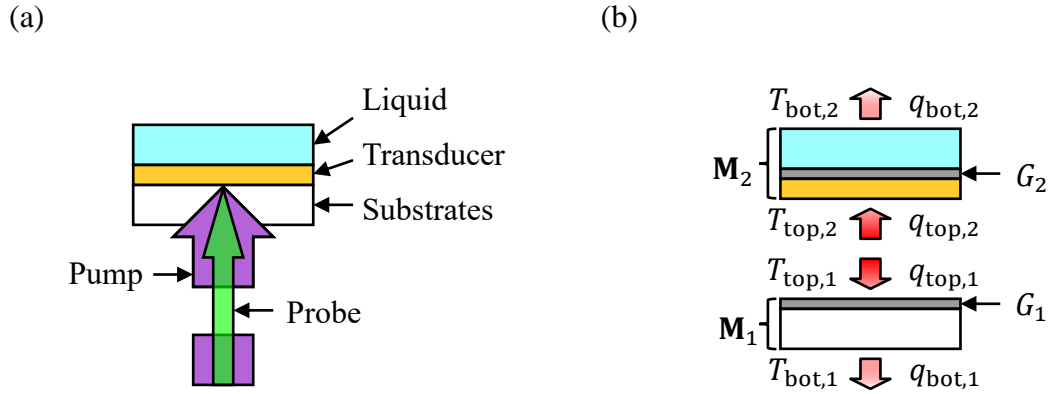 (a)
Liquid
Transducer
Substrates
Pump
Probe
(b)
T_bot,2 q_bot,2
M_2
G_2
T_top,2 q_top,2
T_top,1 q_top,1
G_1
M_1
T_bot,1 q_bot,1